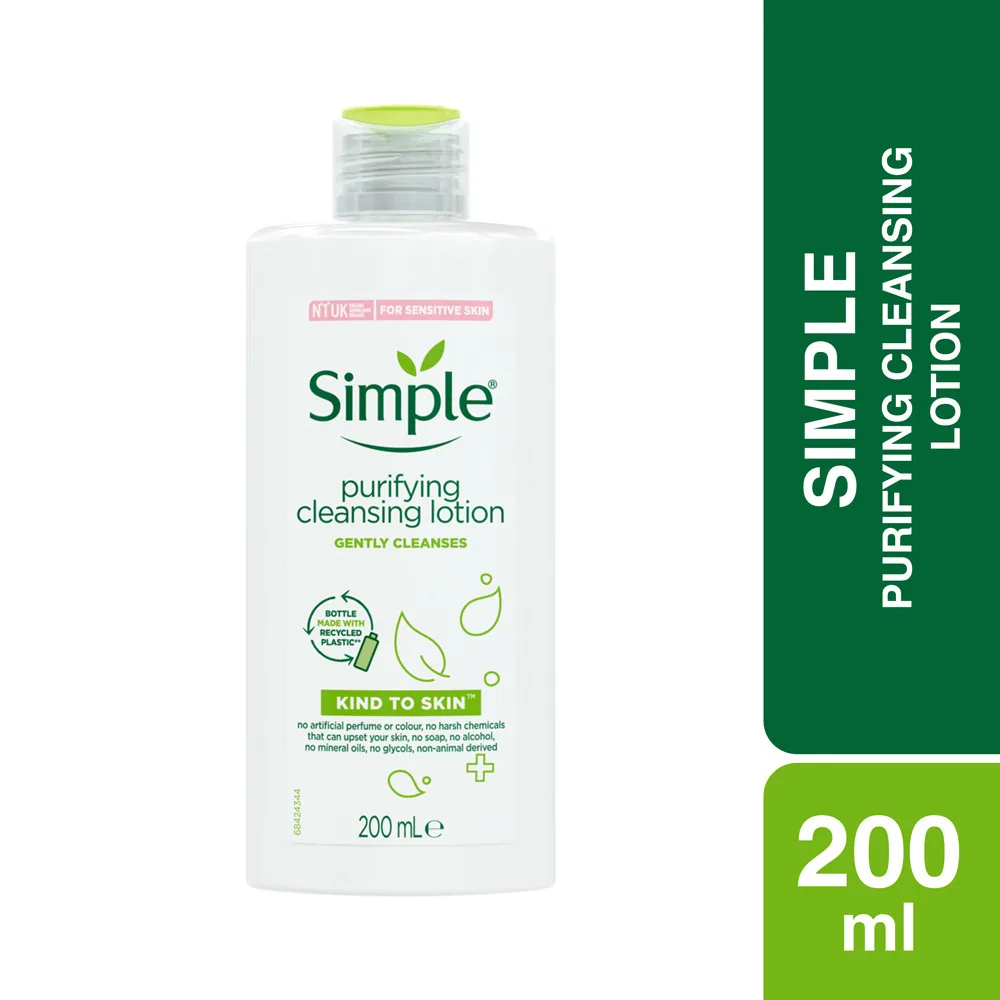 NTUK
FOR SENSITIVE SKIN
Simple®
purifying
cleansing lotion
GENTLY CLEANSES
BOTTLE
MADE WITH
RECYCLED
PLASTIC**
KIND TO SKIN™
no artificial perfume or colour, no harsh chemicals
that can upset your skin, no soap, no alcohol,
no mineral oils, no glycols, non-animal derived
68424344
200 mL℮
SIMPLE
PURIFYING CLEANSING
LOTION
200
ml